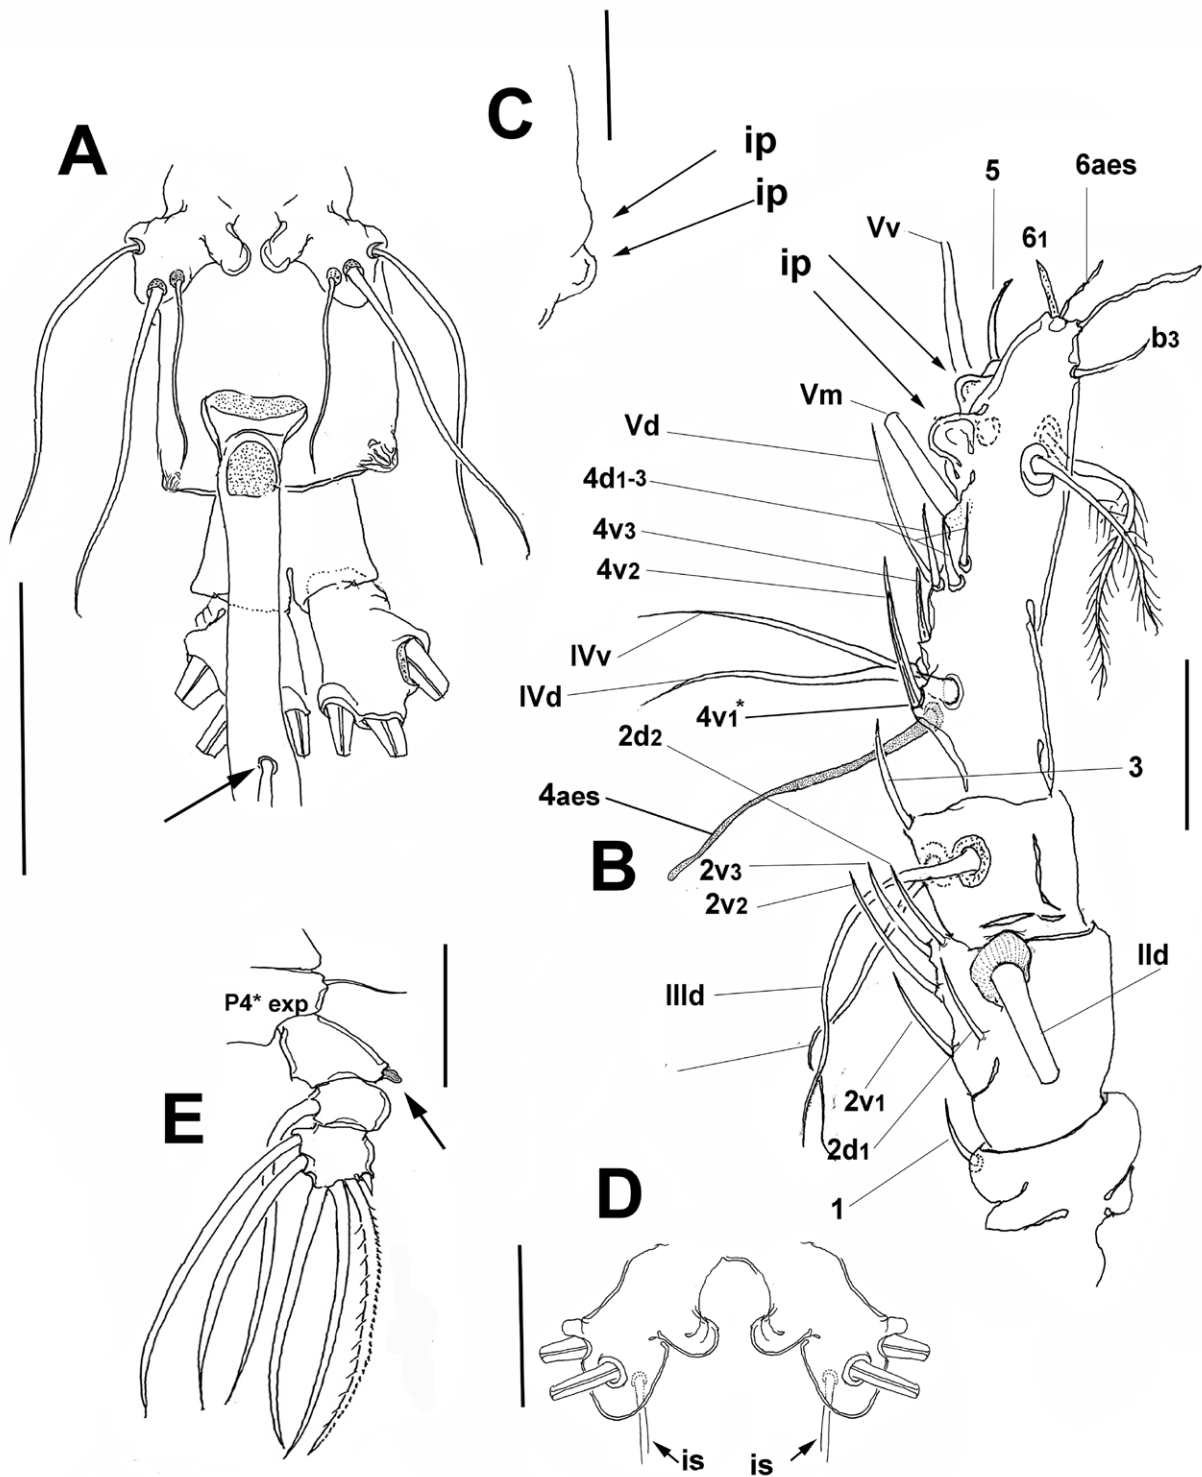 A
C
ip
ip
5
6aes
61
Vv
ip
b3
Vm
Vd
4d1-3
4v3
4v2
IVv
IVd
4v1*
2d2
3
4aes
B
2v3
2v2
IIId
IId
P4* exp
E
2v1
2d1
D
1
is
is